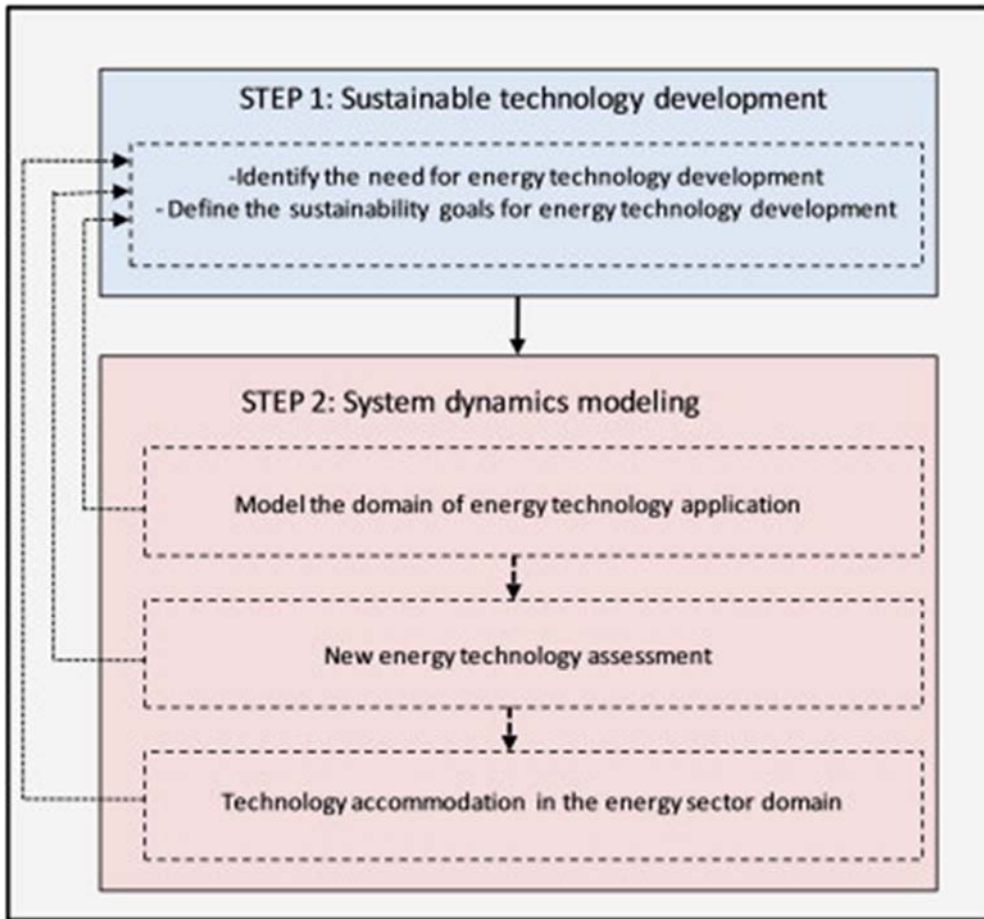 STEP 1: Sustainable technology development
-Identify the need for energy technology development
- Define the sustainability goals for energy technology development
STEP 2: System dynamics modeling
Model the domain of energy technology application
New energy technology assessment
Technology accommodation in the energy sector domain